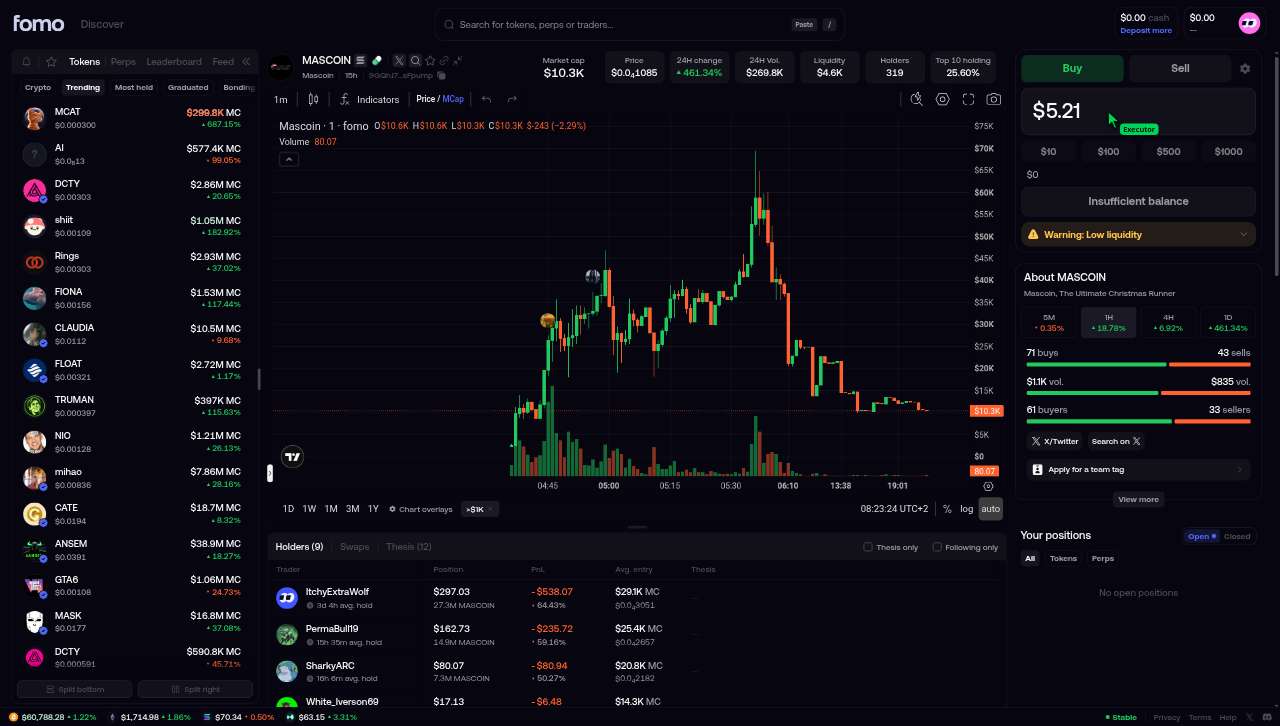 fomo
Discover
Search for tokens, perps or traders...
Paste
/
$0.00 cash
Deposit more
$0.00
—
Tokens
Perps
Leaderboard
Feed
Crypto
Trending
Most held
Graduated
Bonding
MCAT
$0.000300
$299.8K MC
687.15%
AI
$0.0₈13
$577.4K MC
99.05%
DCTY
$0.00303
$2.86M MC
20.65%
shiit
$0.00109
$1.05M MC
182.92%
Rings
$0.00303
$2.93M MC
37.02%
FIONA
$0.00156
$1.53M MC
117.44%
CLAUDIA
$0.0112
$10.5M MC
9.68%
FLOAT
$0.00321
$2.72M MC
1.17%
TRUMAN
$0.000397
$397K MC
115.63%
NIO
$0.00128
$1.21M MC
26.13%
mihao
$0.00836
$7.86M MC
28.16%
CATE
$0.0194
$18.7M MC
8.32%
ANSEM
$0.0391
$38.9M MC
18.27%
GTA6
$0.00108
$1.06M MC
24.73%
MASK
$0.0177
$16.8M MC
37.08%
DCTY
$0.000591
$590.8K MC
45.71%
Split bottom
Split right
MASCOIN
Mascoin
15h
Market cap
$10.3K
Price
$0.0₄1085
24H change
461.34%
24H Vol.
$269.8K
Liquidity
$4.6K
Holders
319
Top 10 holding
25.60%
1m
Indicators
Price / MCap
Mascoin · 1 · fomo O$10.6K H$10.6K L$10.3K C$10.3K $-243 (−2.29%)
Volume 80.07
$75K
$70K
$65K
$60K
$55K
$50K
$45K
$40K
$35K
$30K
$25K
$20K
$15K
$10.3K
$5K
$0
80.07
04:45
05:00
05:15
05:30
06:10
13:38
19:01
1D
1W
1M
3M
1Y
Chart overlays
>$1K
08:23:24 UTC+2
%
log
auto
Holders (9)
Swaps
Thesis (12)
Thesis only
Following only
Trader
Position
PnL
Avg. entry
Thesis
ItchyExtraWolf
3d 4h avg. hold
$297.03
27.3M MASCOIN
-$538.07
64.43%
$29.1K MC
$0.0₄3051
PermaBull19
15h 35m avg. hold
$162.73
14.9M MASCOIN
-$235.72
59.16%
$25.4K MC
$0.0₄2657
SharkyARC
16h 6m avg. hold
$80.07
7.3M MASCOIN
-$80.94
50.27%
$20.8K MC
$0.0₄2182
White_Iverson69
$17.13
-$6.48
$14.3K MC
Buy
Sell
$5.21
Executor
$10
$100
$500
$1000
$0
Insufficient balance
Warning: Low liquidity
About MASCOIN
Mascoin, The Ultimate Christmas Runner
5M
0.35%
1H
18.78%
4H
6.92%
1D
461.34%
71 buys
43 sells
$1.1K vol.
$835 vol.
61 buyers
33 sellers
X/Twitter
Search on X
Apply for a team tag
View more
Your positions
Open
Closed
All
Tokens
Perps
No open positions
$60,788.28 1.22%
$1,714.98 1.86%
$70.34 0.50%
$63.15 3.31%
Stable
Privacy
Terms
Help